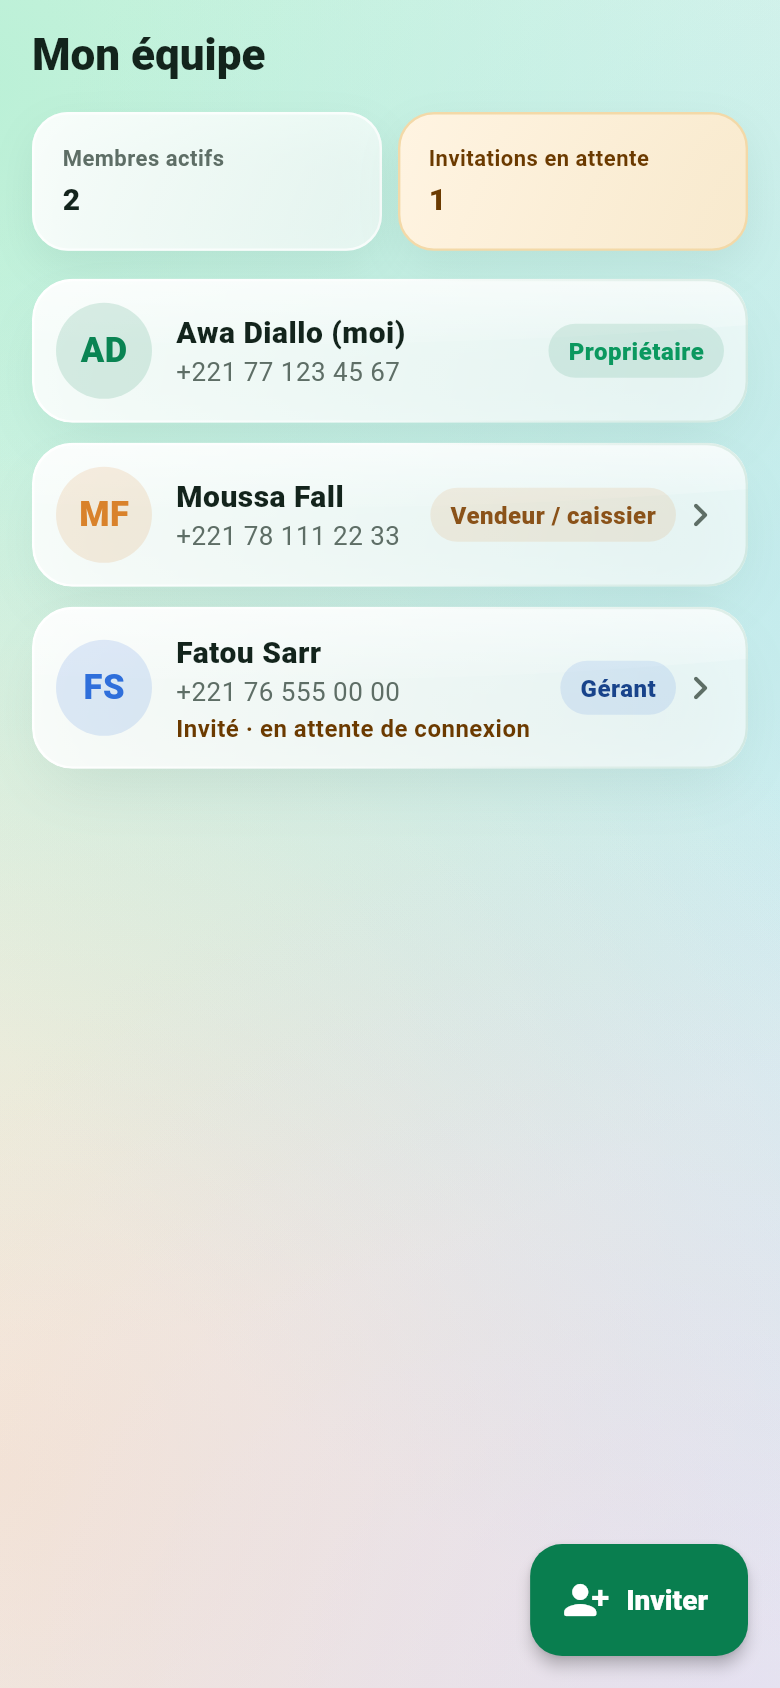 Mon équipe
Membres actifs
2
Invitations en attente
1
AD
Awa Diallo (moi)
+221 77 123 45 67
Propriétaire
MF
Moussa Fall
+221 78 111 22 33
Vendeur / caissier
FS
Fatou Sarr
+221 76 555 00 00
Invité · en attente de connexion
Gérant
Inviter